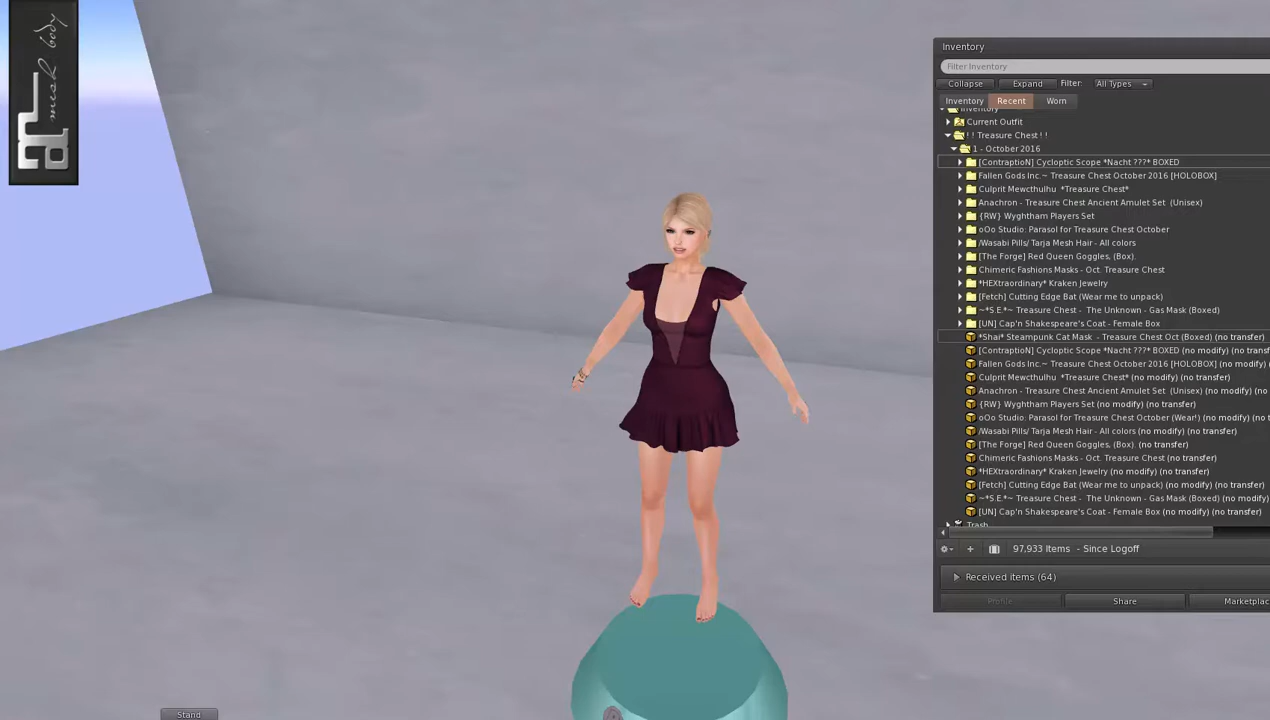 mesh body
Inventory
Filter Inventory
Collapse Expand Filter: All Types
Inventory Recent Worn
Inventory
Current Outfit
! ! Treasure Chest ! !
1 - October 2016
[ContraptioN] Cycloptic Scope *Nacht ???* BOXED
Fallen Gods Inc.~ Treasure Chest October 2016 [HOLOBOX]
Culprit Mewcthulhu *Treasure Chest*
Anachron - Treasure Chest Ancient Amulet Set (Unisex)
{RW} Wyghtham Players Set
oOo Studio: Parasol for Treasure Chest October
/Wasabi Pills/ Tarja Mesh Hair - All colors
[The Forge] Red Queen Goggles, (Box).
Chimeric Fashions Masks - Oct. Treasure Chest
*HEXtraordinary* Kraken Jewelry
[Fetch] Cutting Edge Bat (Wear me to unpack)
~*S.E.*~ Treasure Chest - The Unknown - Gas Mask (Boxed)
[UN] Cap'n Shakespeare's Coat - Female Box
*Shai* Steampunk Cat Mask - Treasure Chest Oct (Boxed) (no transfer)
[ContraptioN] Cycloptic Scope *Nacht ???* BOXED (no modify) (no transf
Fallen Gods Inc.~ Treasure Chest October 2016 [HOLOBOX] (no modify)
Culprit Mewcthulhu *Treasure Chest* (no modify) (no transfer)
Anachron - Treasure Chest Ancient Amulet Set (Unisex) (no modify) (no
{RW} Wyghtham Players Set (no modify) (no transfer)
oOo Studio: Parasol for Treasure Chest October (Wear!) (no modify) (no
/Wasabi Pills/ Tarja Mesh Hair - All colors (no modify) (no transfer)
[The Forge] Red Queen Goggles, (Box). (no transfer)
Chimeric Fashions Masks - Oct. Treasure Chest (no transfer)
*HEXtraordinary* Kraken Jewelry (no modify) (no transfer)
[Fetch] Cutting Edge Bat (Wear me to unpack) (no modify) (no transfer)
~*S.E.*~ Treasure Chest - The Unknown - Gas Mask (Boxed) (no modify)
[UN] Cap'n Shakespeare's Coat - Female Box (no modify) (no transfer)
Trash
97,933 Items - Since Logoff
Received items (64)
Profile Share Marketplac
Stand